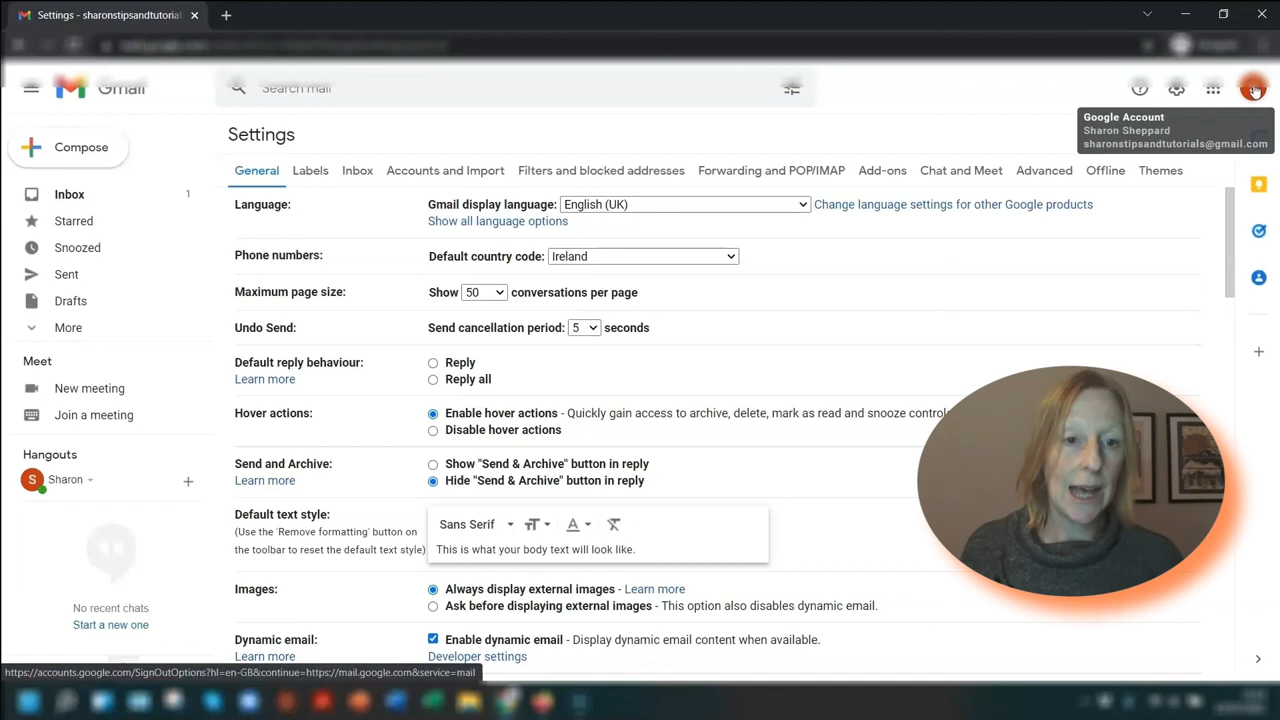 Settings - sharonstipsandtutorial
Gmail
Search mail
Google Account
Sharon Sheppard
sharonstipsandtutorials@gmail.com
Compose
Settings
General Labels Inbox Accounts and Import Filters and blocked addresses Forwarding and POP/IMAP Add-ons Chat and Meet Advanced Offline Themes
Inbox 1
Starred
Snoozed
Sent
Drafts
More
Meet
New meeting
Join a meeting
Hangouts
S Sharon
No recent chats
Start a new one
Language: Gmail display language: English (UK) Change language settings for other Google products
Show all language options
Phone numbers: Default country code: Ireland
Maximum page size: Show 50 conversations per page
Undo Send: Send cancellation period: 5 seconds
Default reply behaviour: Reply
Learn more Reply all
Hover actions: Enable hover actions - Quickly gain access to archive, delete, mark as read and snooze control
Disable hover actions
Send and Archive: Show "Send & Archive" button in reply
Learn more Hide "Send & Archive" button in reply
Default text style:
(Use the 'Remove formatting' button on
the toolbar to reset the default text style)
Sans Serif
This is what your body text will look like.
Images: Always display external images - Learn more
Ask before displaying external images - This option also disables dynamic email.
Dynamic email: Enable dynamic email - Display dynamic email content when available.
Learn more Developer settings
https://accounts.google.com/SignOutOptions?hl=en-GB&continue=https://mail.google.com&service=mail